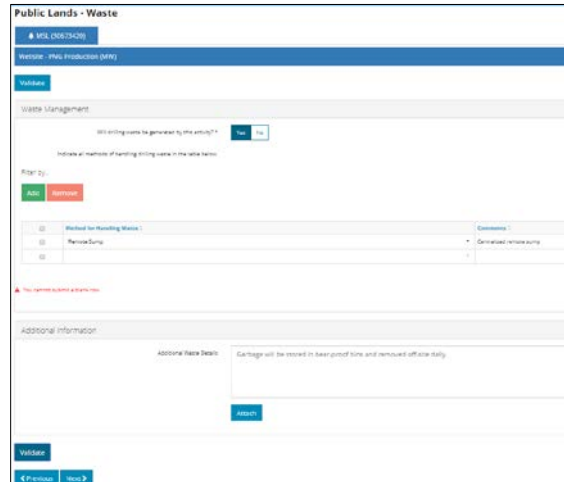 Public Lands - Waste
MSL (50673420)
Wellsite - PNG Production (MW)
Validate
Waste Management
Will drilling waste be generated by this activity? * Yes No
Indicate all methods of handling drilling waste in the table below.
Filter by...
Add Remove
Method for Handling Waste Comments
Remote Sump Centralized remote sump
You cannot submit a blank row
Additional Information
Additional Waste Details Garbage will be stored in bear-proof bins and removed off-site daily.
Attach
Validate
Previous Next